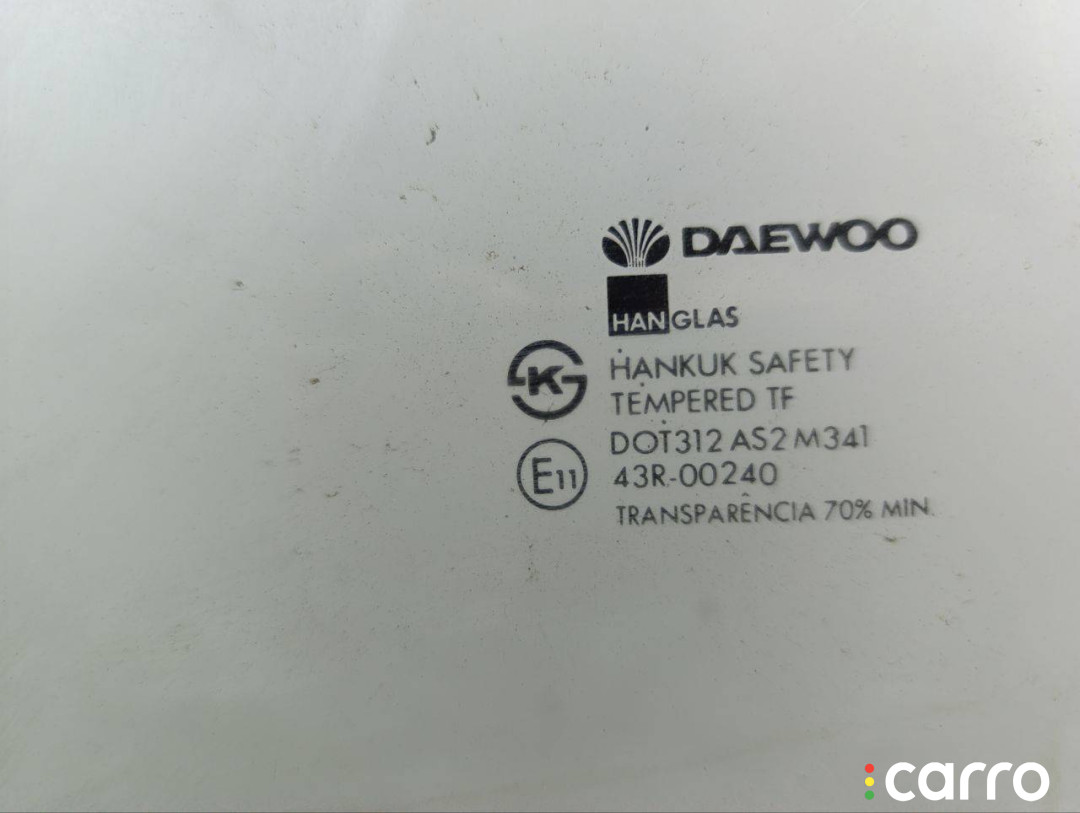 DAEWOO
HANGLAS
K
HANKUK SAFETY
TEMPERED TF
DOT312 AS2 M341
E11
43R-00240
TRANSPARÊNCIA 70% MIN.
carro